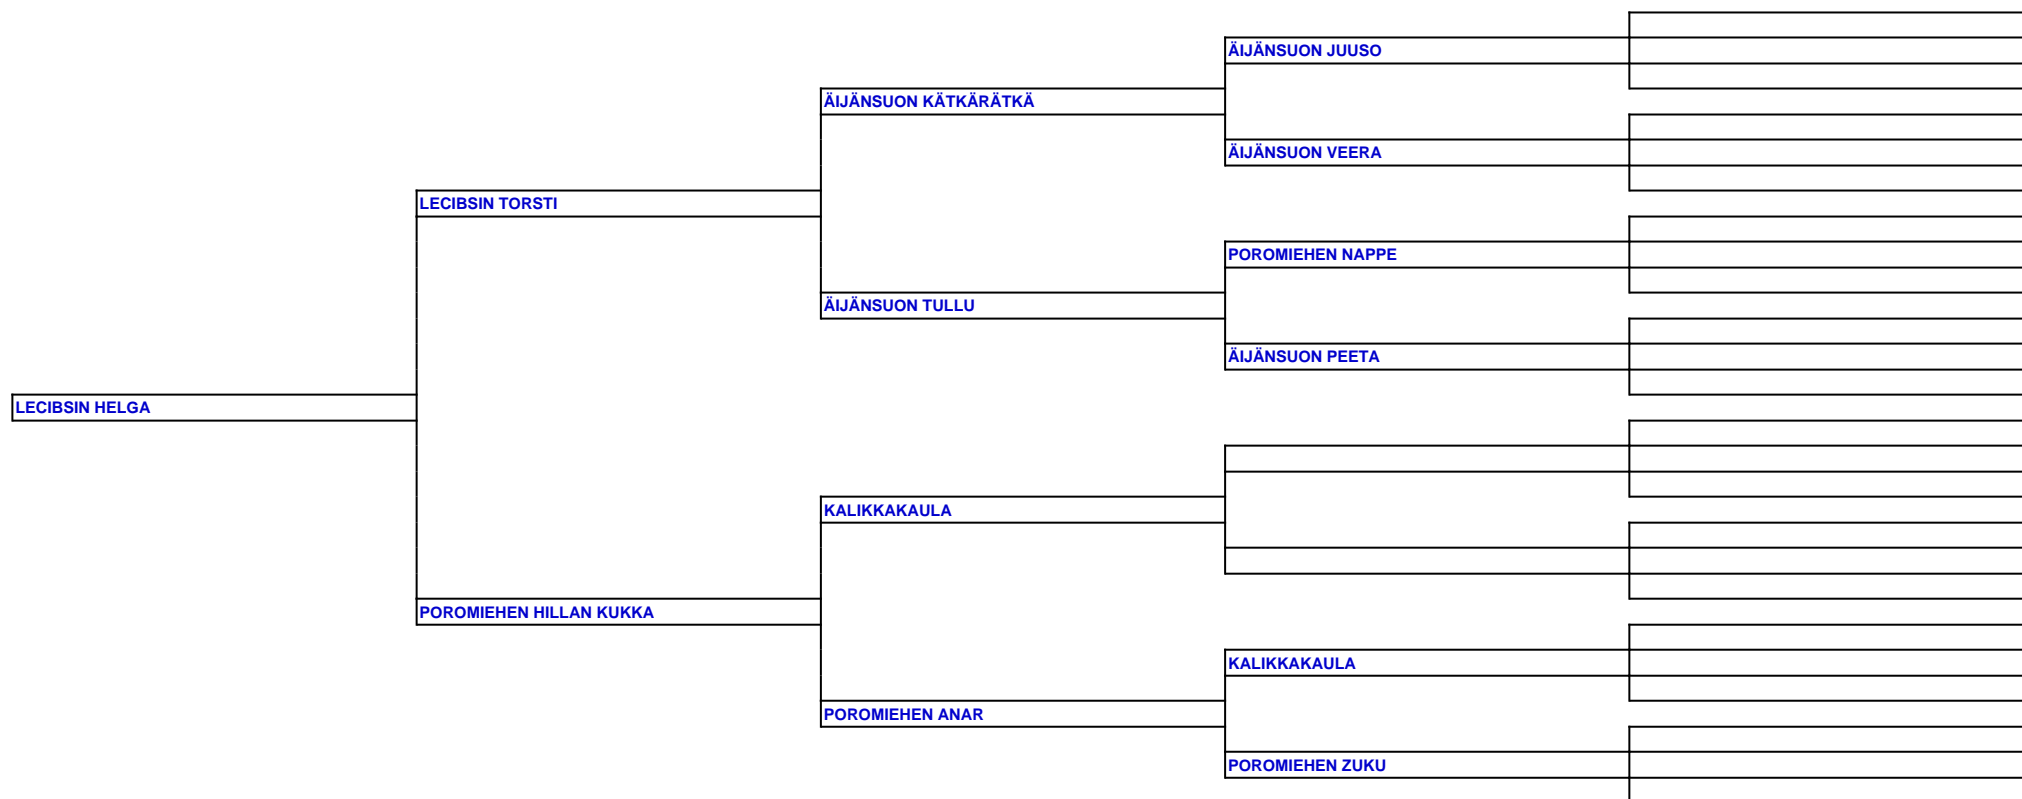 ÄIJÄNSUON JUUSO
ÄIJÄNSUON KÄTKÄRÄTKÄ
ÄIJÄNSUON VEERA
LECIBSIN TORSTI
POROMIEHEN NAPPE
ÄIJÄNSUON TULLU
ÄIJÄNSUON PEETA
LECIBSIN HELGA
KALIKKAKAULA
POROMIEHEN HILLAN KUKKA
KALIKKAKAULA
POROMIEHEN ANAR
POROMIEHEN ZUKU